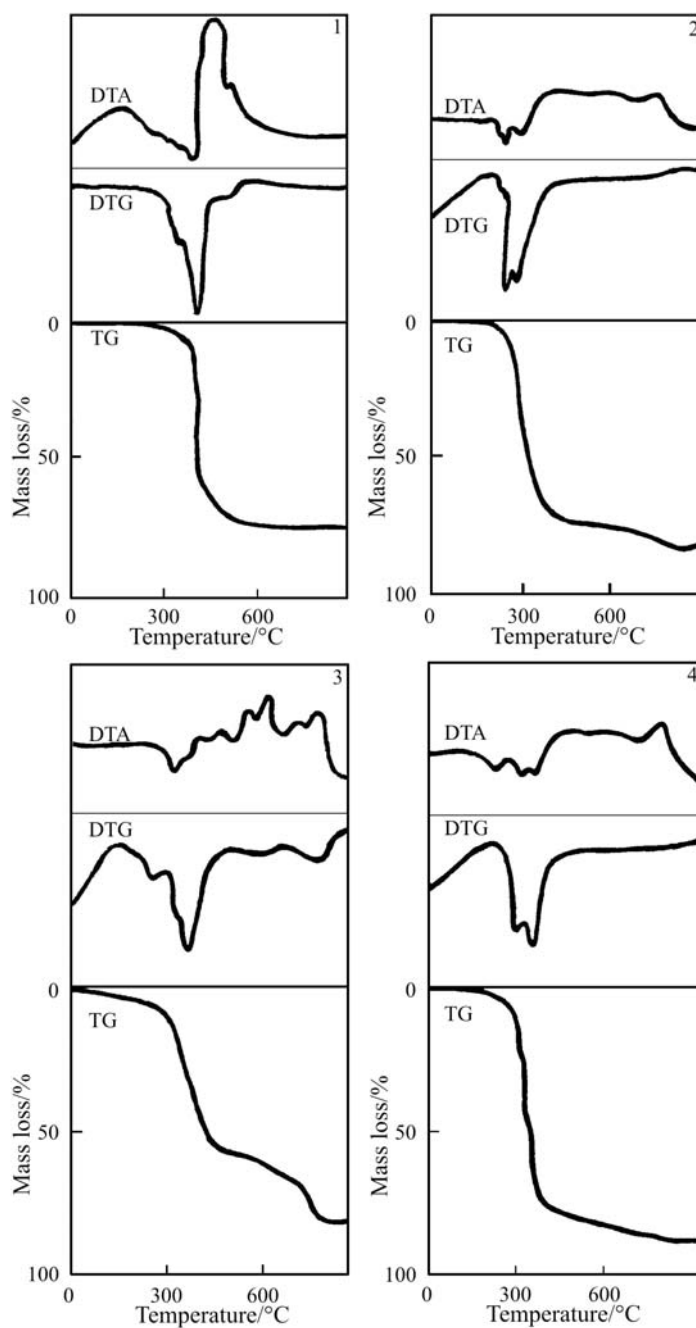 1
DTA
DTG
0
TG
50
Mass loss/%
100
0 300 600
Temperature/°C
2
DTA
DTG
0
TG
50
Mass loss/%
100
0 300 600
Temperature/°C
3
DTA
DTG
0
TG
50
Mass loss/%
100
0 300 600
Temperature/°C
4
DTA
DTG
0
TG
50
Mass loss/%
100
0 300 600
Temperature/°C